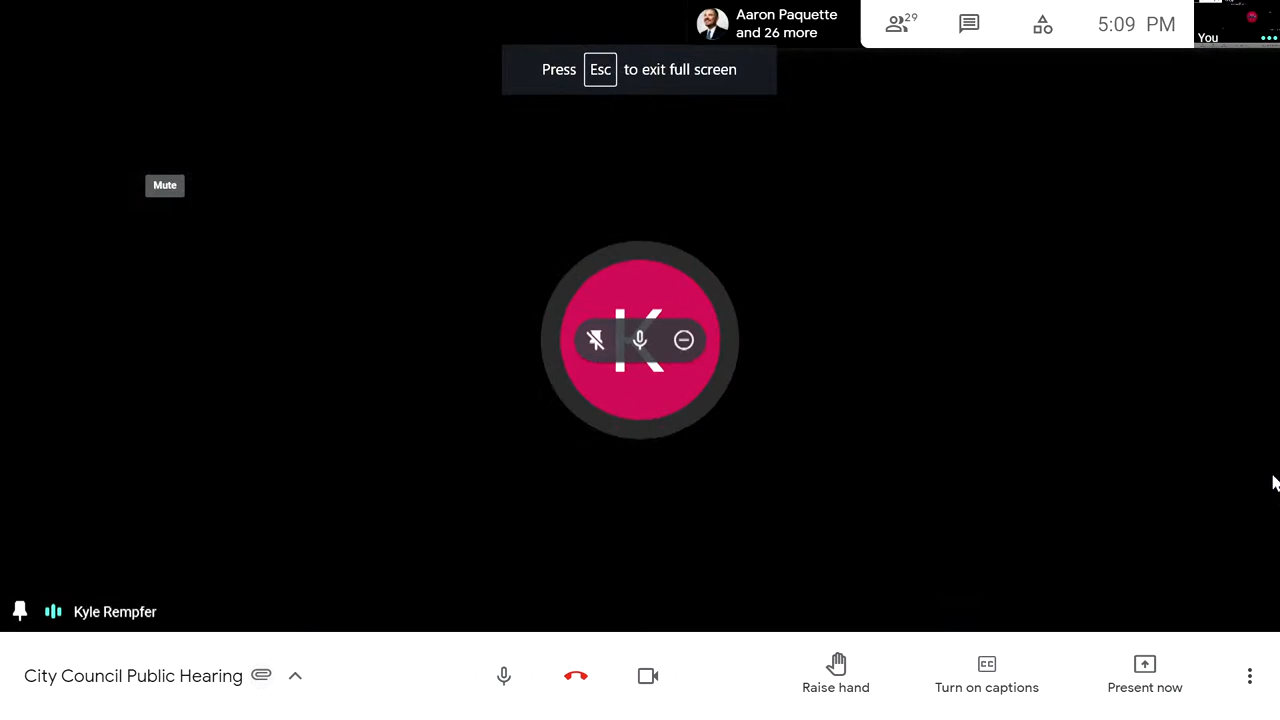 Aaron Paquette
and 26 more
29
5:09 PM
You
Press Esc to exit full screen
Mute
K
Kyle Rempfer
City Council Public Hearing
CC
Raise hand
Turn on captions
Present now